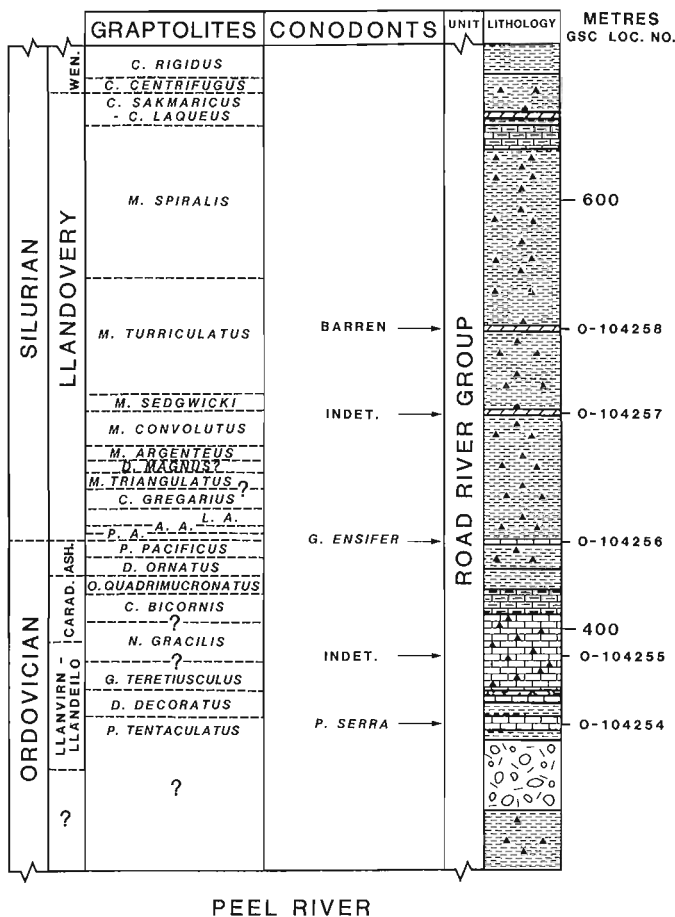 GRAPTOLITES CONODONTS UNIT LITHOLOGY METRES
GSC LOC. NO.
SILURIAN
ORDOVICIAN
WEN.
LLANDOVERY
ASH.
CARAD.
LLANVIRN -
LLANDEILO
?
C. RIGIDUS
C. CENTRIFUGUS
C. SAKMARICUS
- C. LAQUEUS
M. SPIRALIS
M. TURRICULATUS
M. SEDGWICKI
M. CONVOLUTUS
M. ARGENTEUS
D. MAGNUS?
M. TRIANGULATUS ?
C. GREGARIUS
L. A.
A. A.
P. A.
P. PACIFICUS
D. ORNATUS
O. QUADRIMUCRONATUS
C. BICORNIS
?
N. GRACILIS
?
G. TERETIUSCULUS
D. DECORATUS
P. TENTACULATUS
?
BARREN
INDET.
G. ENSIFER
INDET.
P. SERRA
ROAD RIVER GROUP
600
O-104258
O-104257
O-104256
400
O-104255
O-104254
PEEL RIVER